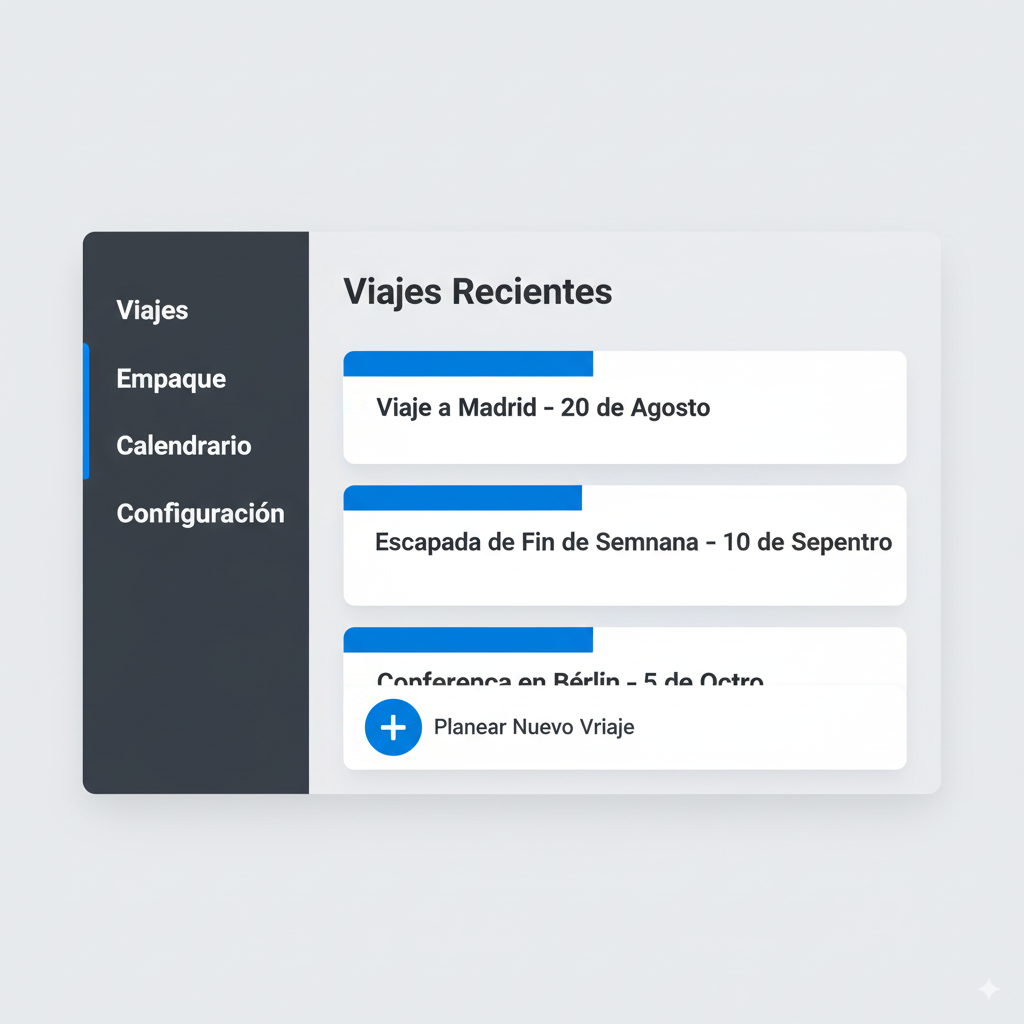 Viajes
Empaque
Calendrario
Configuración
Viajes Recientes
Viaje a Madrid - 20 de Agosto
Escapada de Fin de Semnana - 10 de Sepentro
Conferenca en Bérlin - 5 de Octro
Planear Nuevo Vriaje